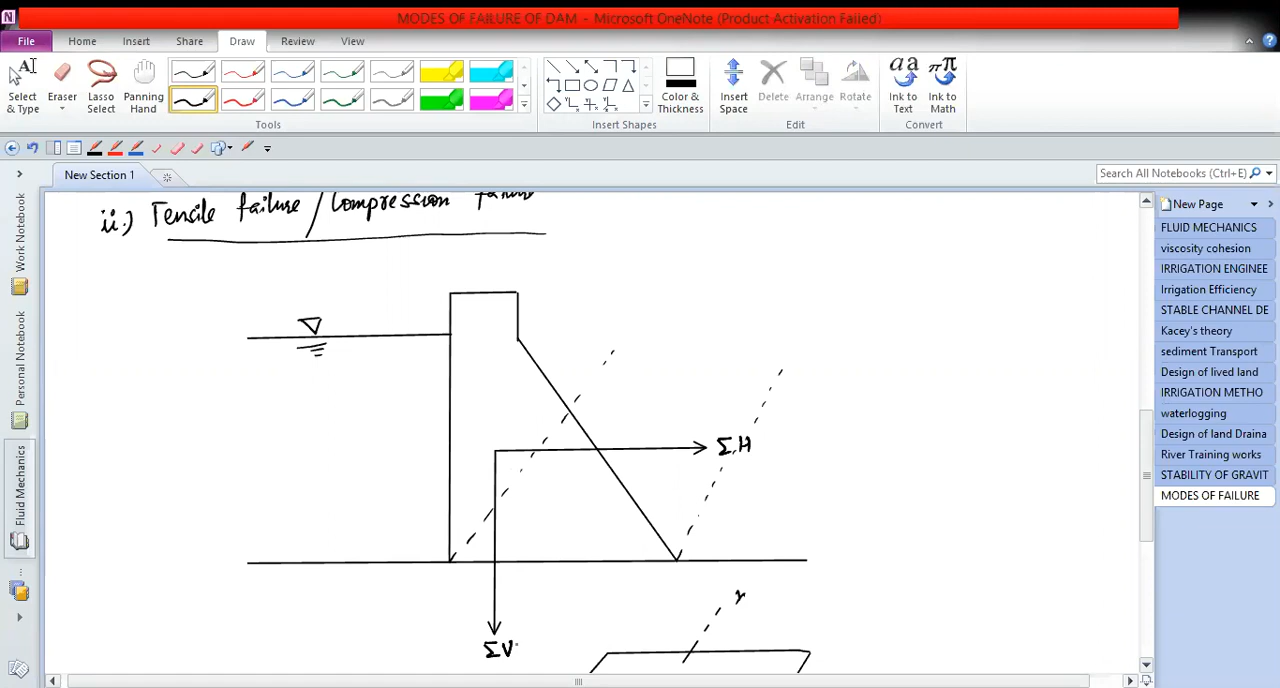 MODES OF FAILURE OF DAM - Microsoft OneNote (Product Activation Failed)
File Home Insert Share Draw Review View
Select & Type
Eraser
Lasso Select
Panning Hand
Color & Thickness
Insert Space
Delete
Arrange
Rotate
Ink to Text
Ink to Math
Tools
Insert Shapes
Edit
Convert
New Section 1
Search All Notebooks (Ctrl+E)
Work Notebook
Personal Notebook
Fluid Mechanics
ii.) Tensile failure / Compression failure
ΣH
ΣV
Y
New Page
FLUID MECHANICS
viscosity cohesion
IRRIGATION ENGINEE
Irrigation Efficiency
STABLE CHANNEL DE
Kacey's theory
sediment Transport
Design of lived land
IRRIGATION METHO
waterlogging
Design of land Draina
River Training works
STABILITY OF GRAVIT
MODES OF FAILURE